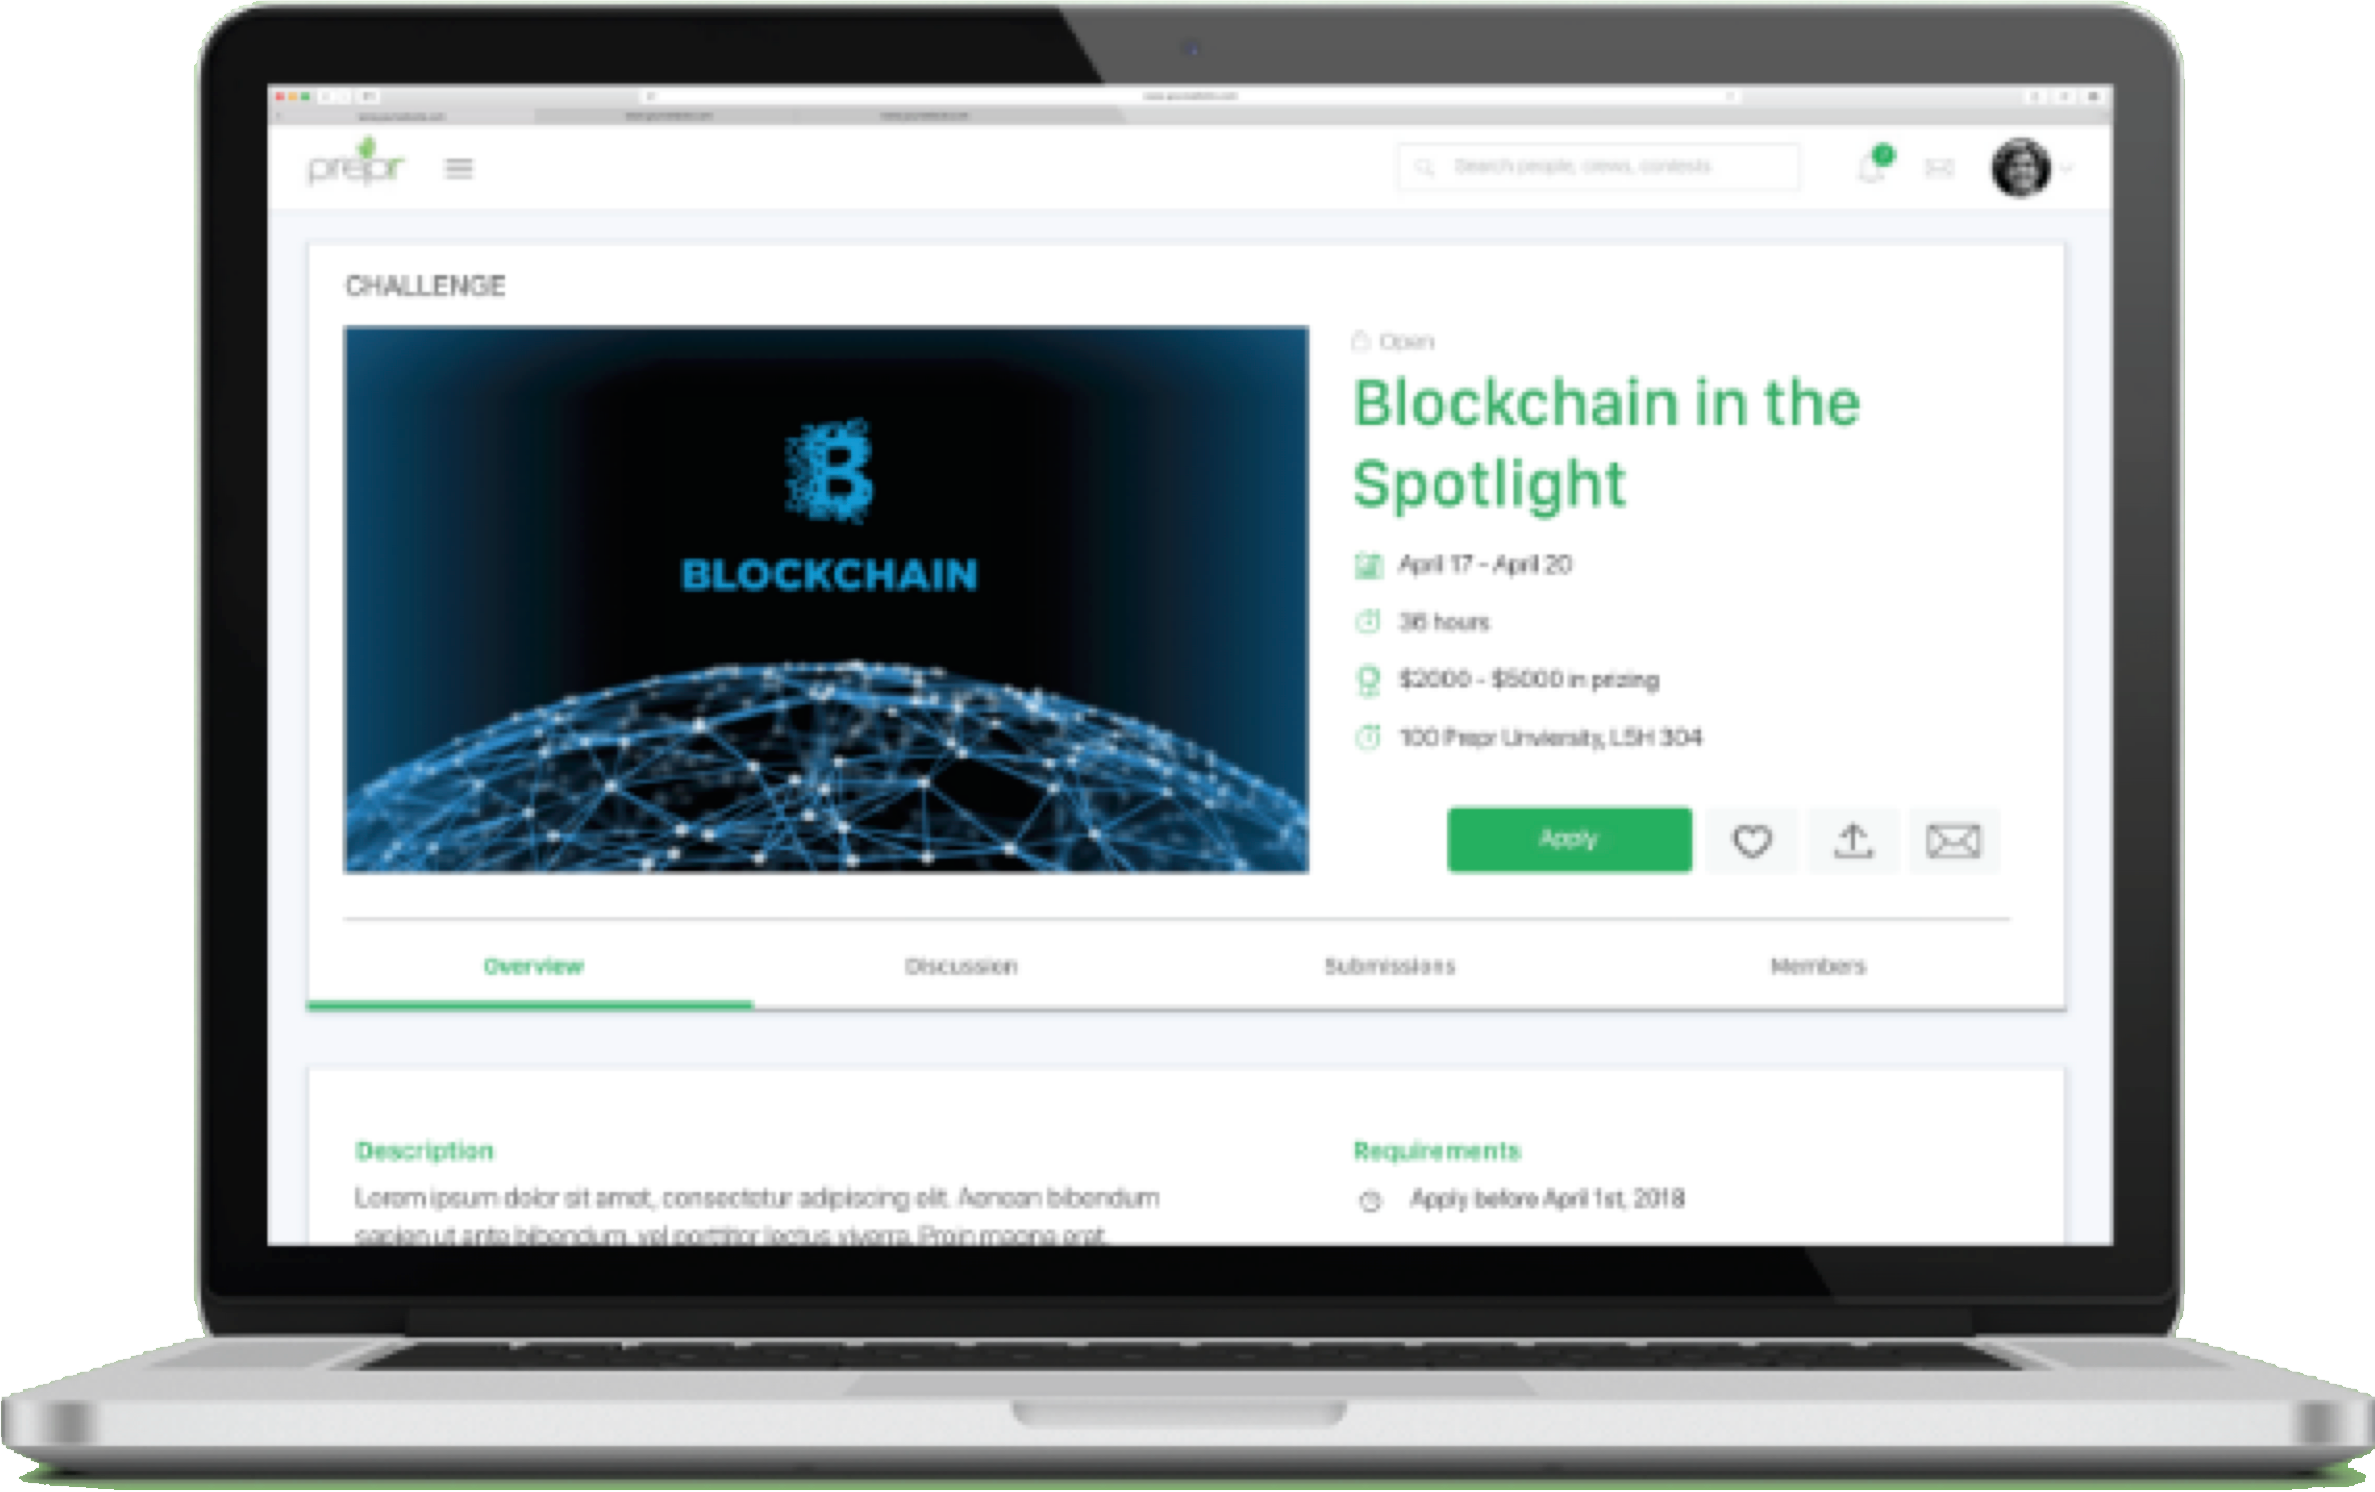 prepr
Search people, crews, contests
CHALLENGE
B
BLOCKCHAIN
Open
Blockchain in the
Spotlight
April 17 - April 20
36 hours
$2000 - $5000 in prizing
100 Prepr Unviersity, LSH 304
Apply
Overview
Discussion
Submissions
Members
Description
Requirements
Lorem ipsum dolor sit amet, consectetur adipiscing elit. Aenean bibendum
Apply before April 1st, 2018
sapien ut ante bibendum, vel porttitor lectus viverra. Proin magna erat,